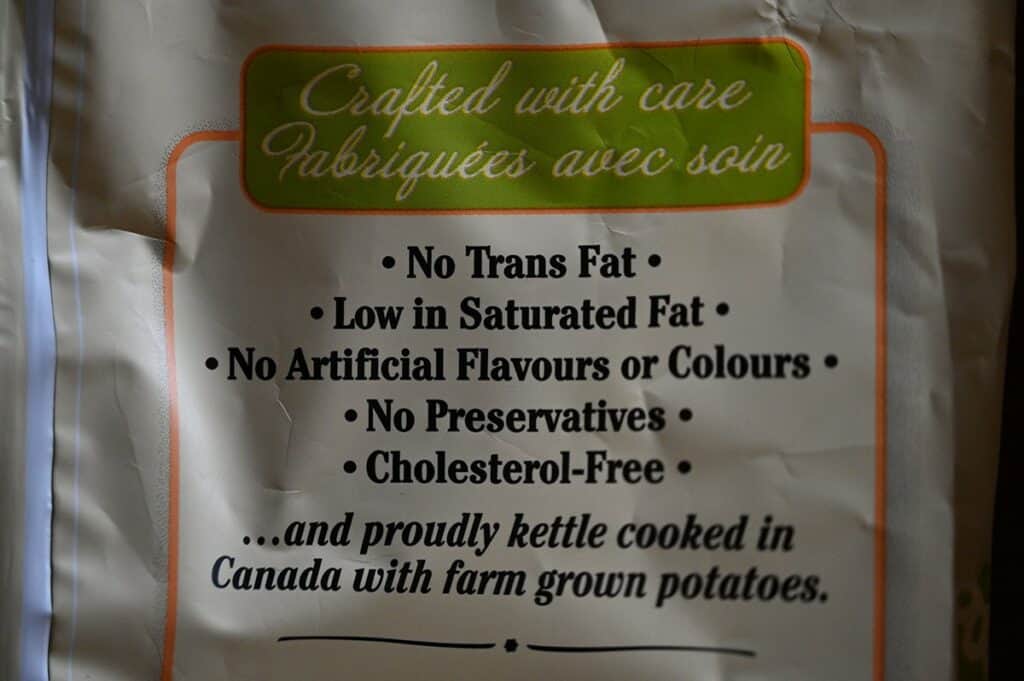 Crafted with care
Fabriquées avec soin
• No Trans Fat •
• Low in Saturated Fat •
• No Artificial Flavours or Colours •
• No Preservatives •
• Cholesterol-Free •
...and proudly kettle cooked in
Canada with farm grown potatoes.